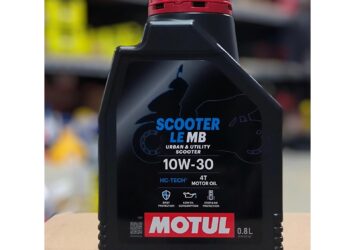 SCOOTER
LE MB
URBAN & UTILITY
SCOOTER
10W-30
HC-TECH®
4T
MOTOR OIL
MOTUL
0.8L